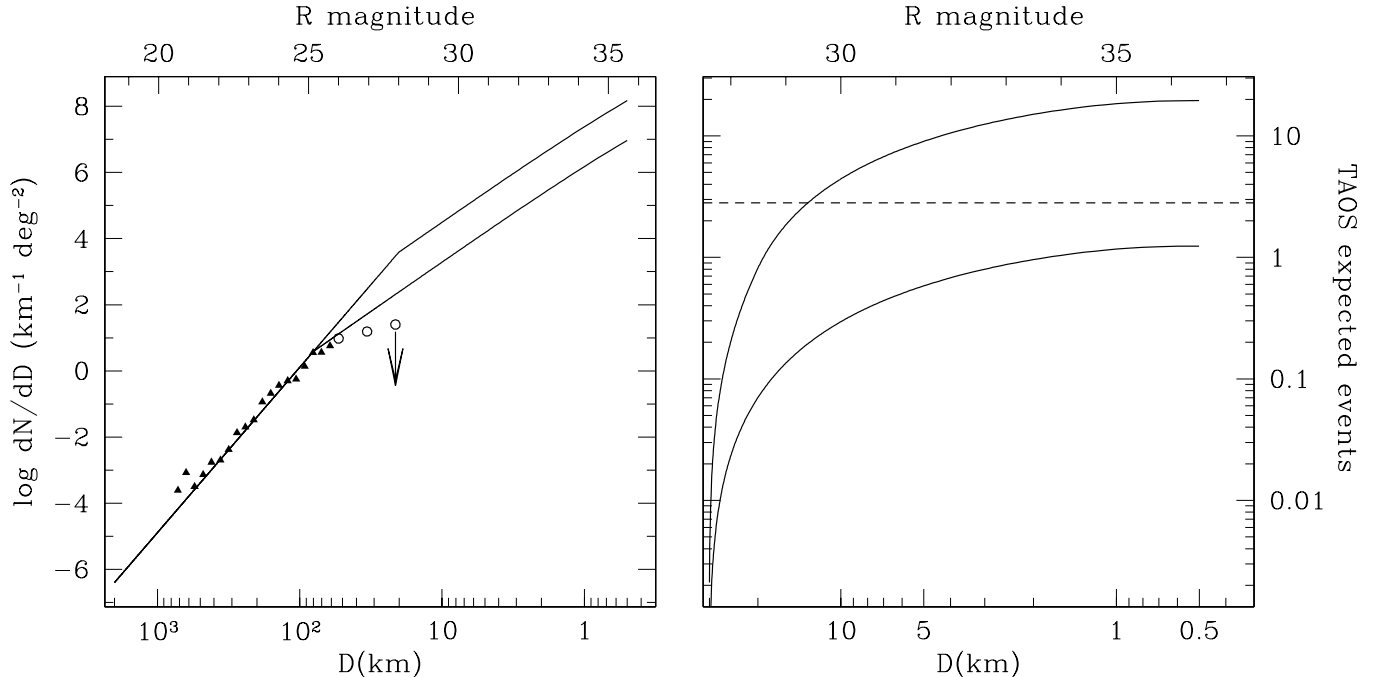 R magnitude
20 25 30 35
8
6
4
2
0
−2
−4
−6
log dN/dD (km⁻¹ deg⁻²)
10³ 10² 10 1
D(km)
R magnitude
30 35
10
1
0.1
0.01
TAOS expected events
10 5 1 0.5
D(km)